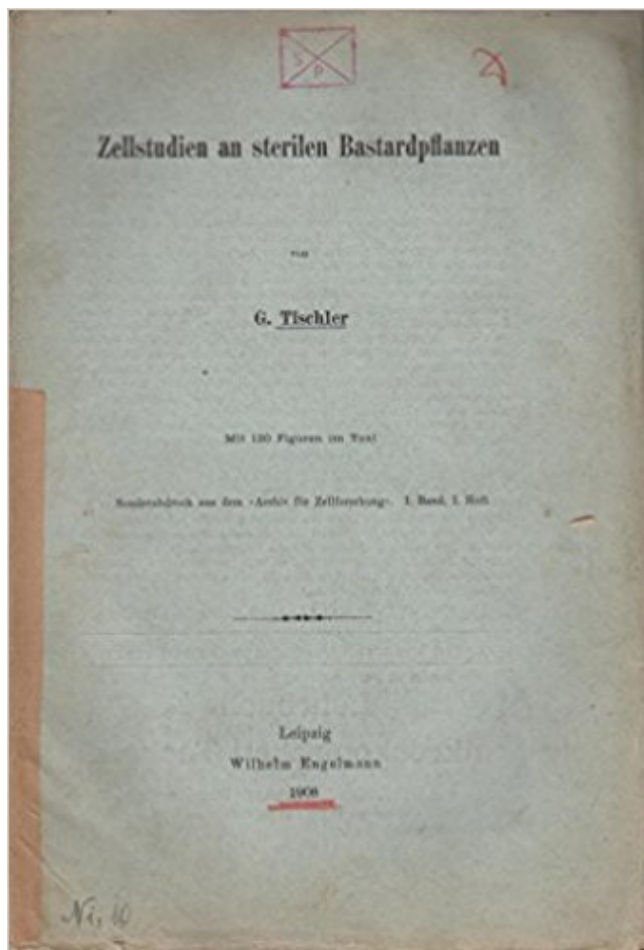 S P
Zellstudien an sterilen Bastardpflanzen
von
G. Tischler
Mit 120 Figuren im Text
Sonderabdruck aus dem »Archiv für Zellforschung«. 1. Band, 1. Heft
Leipzig
Wilhelm Engelmann
1908